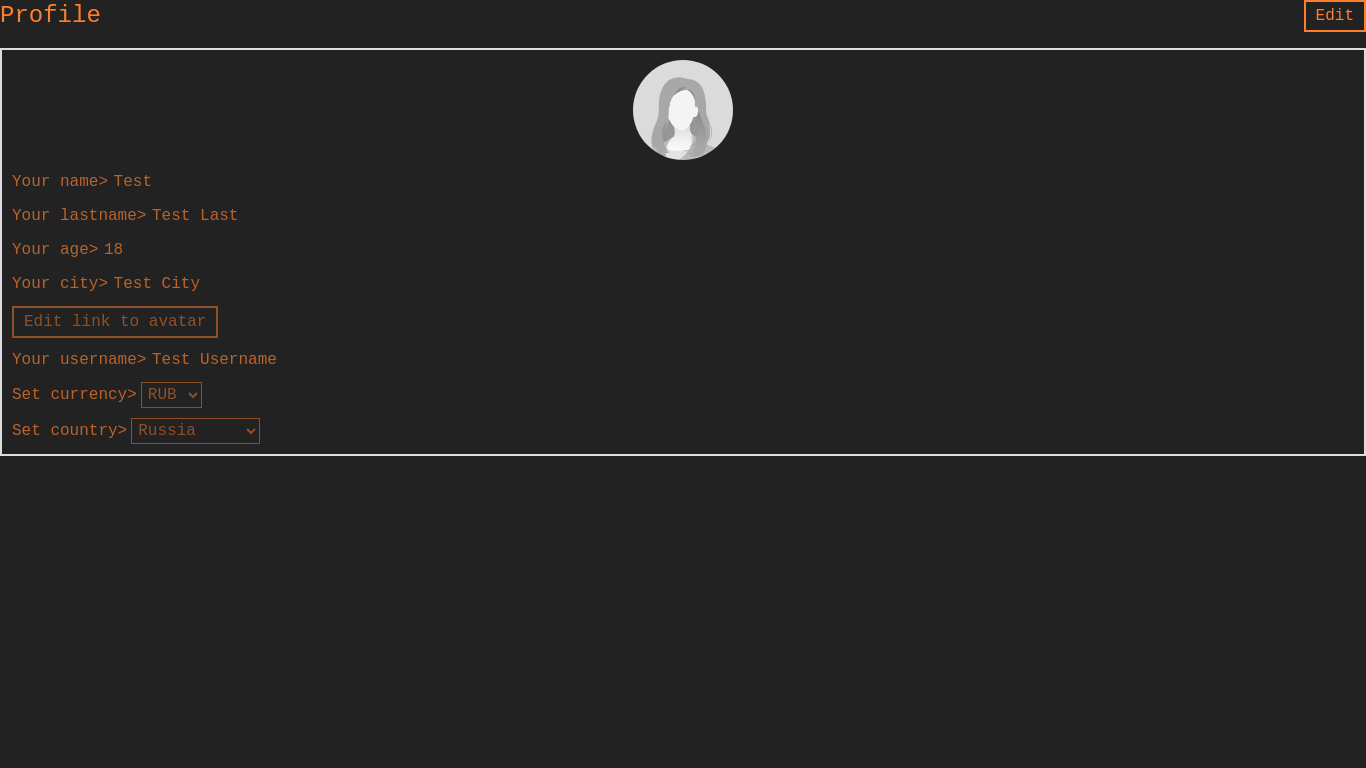 Profile
Edit
Your name> Test
Your lastname> Test Last
Your age> 18
Your city> Test City
Edit link to avatar
Your username> Test Username
Set currency> RUB
Set country> Russia